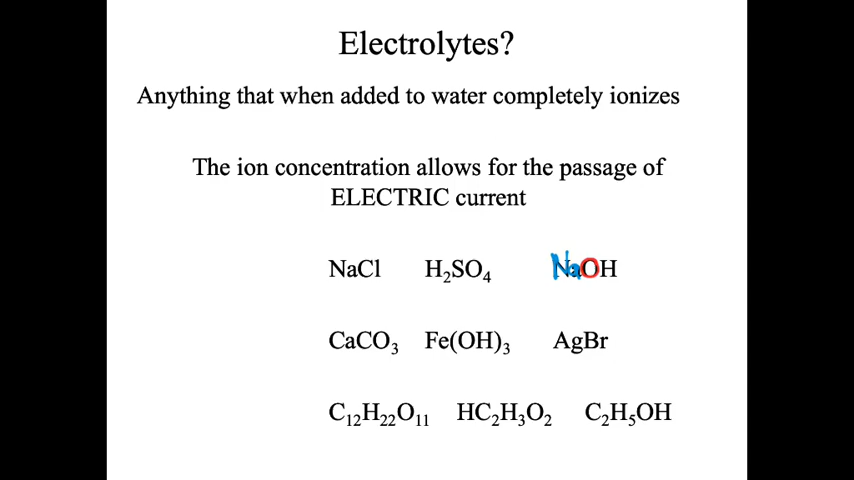 Electrolytes?
Anything that when added to water completely ionizes
The ion concentration allows for the passage of
ELECTRIC current
NaCl H₂SO₄ NaOH
CaCO₃ Fe(OH)₃ AgBr
C₁₂H₂₂O₁₁ HC₂H₃O₂ C₂H₅OH